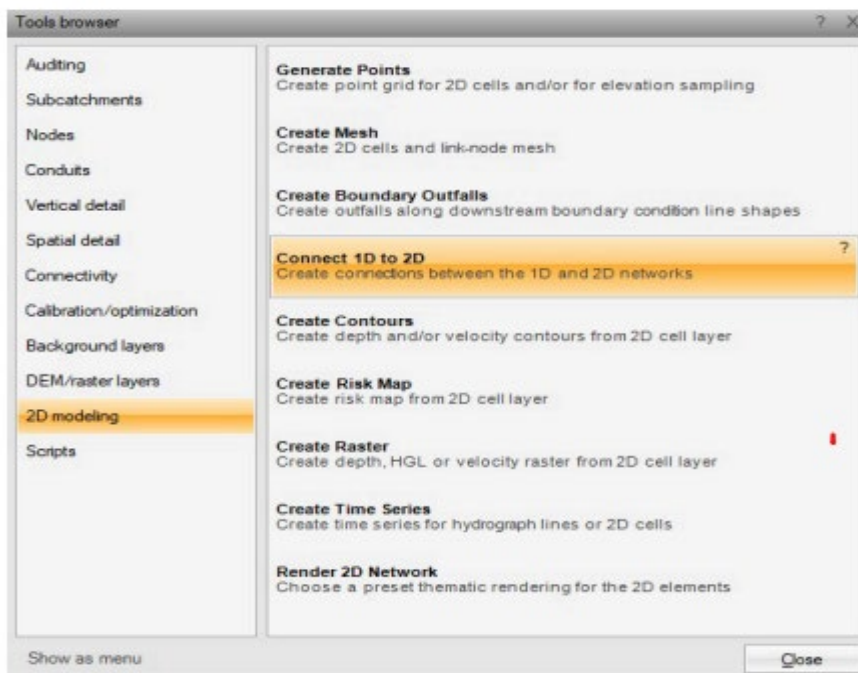 Tools browser
? X
Auditing
Subcatchments
Nodes
Conduits
Vertical detail
Spatial detail
Connectivity
Calibration/optimization
Background layers
DEM/raster layers
2D modeling
Scripts
Generate Points
Create point grid for 2D cells and/or for elevation sampling
Create Mesh
Create 2D cells and link-node mesh
Create Boundary Outfalls
Create outfalls along downstream boundary condition line shapes
Connect 1D to 2D
?
Create connections between the 1D and 2D networks
Create Contours
Create depth and/or velocity contours from 2D cell layer
Create Risk Map
Create risk map from 2D cell layer
Create Raster
Create depth, HGL or velocity raster from 2D cell layer
Create Time Series
Create time series for hydrograph lines or 2D cells
Render 2D Network
Choose a preset thematic rendering for the 2D elements
Show as menu
Close